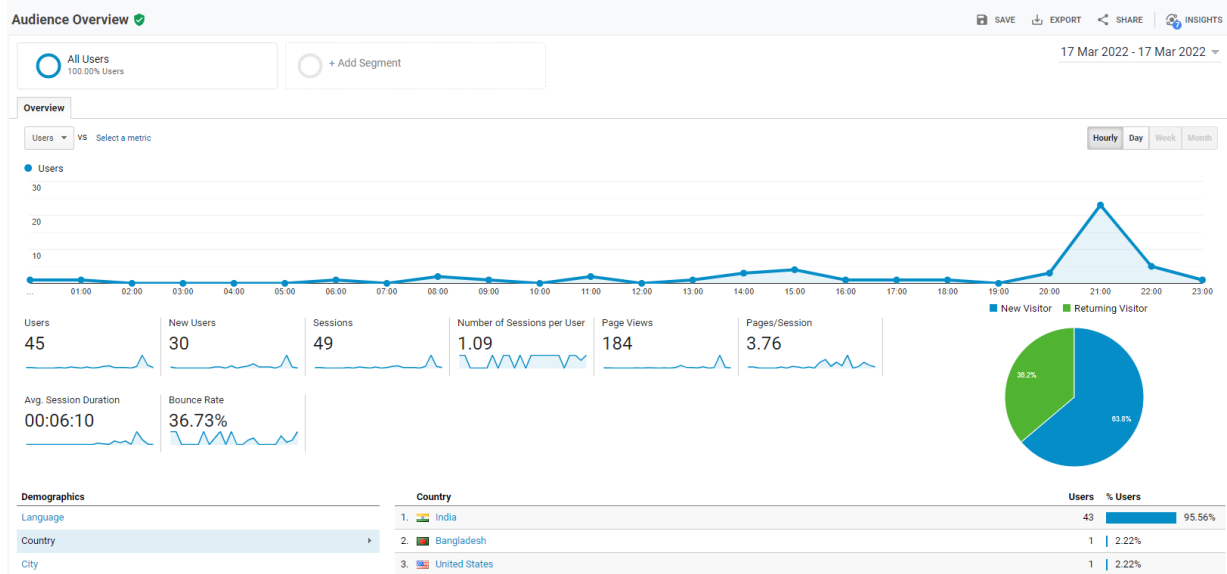 Audience Overview
SAVE EXPORT SHARE INSIGHTS
7
All Users
100.00% Users
+ Add Segment
17 Mar 2022 - 17 Mar 2022
Overview
Users VS Select a metric
Hourly Day Week Month
Users
30
20
10
... 01:00 02:00 03:00 04:00 05:00 06:00 07:00 08:00 09:00 10:00 11:00 12:00 13:00 14:00 15:00 16:00 17:00 18:00 19:00 20:00 21:00 22:00 23:00
New Visitor Returning Visitor
Users New Users Sessions Number of Sessions per User Page Views Pages/Session
45 30 49 1.09 184 3.76
36.2%
63.8%
Avg. Session Duration Bounce Rate
00:06:10 36.73%
Demographics Country Users % Users
Language 1. India 43 95.56%
Country 2. Bangladesh 1 2.22%
City 3. United States 1 2.22%